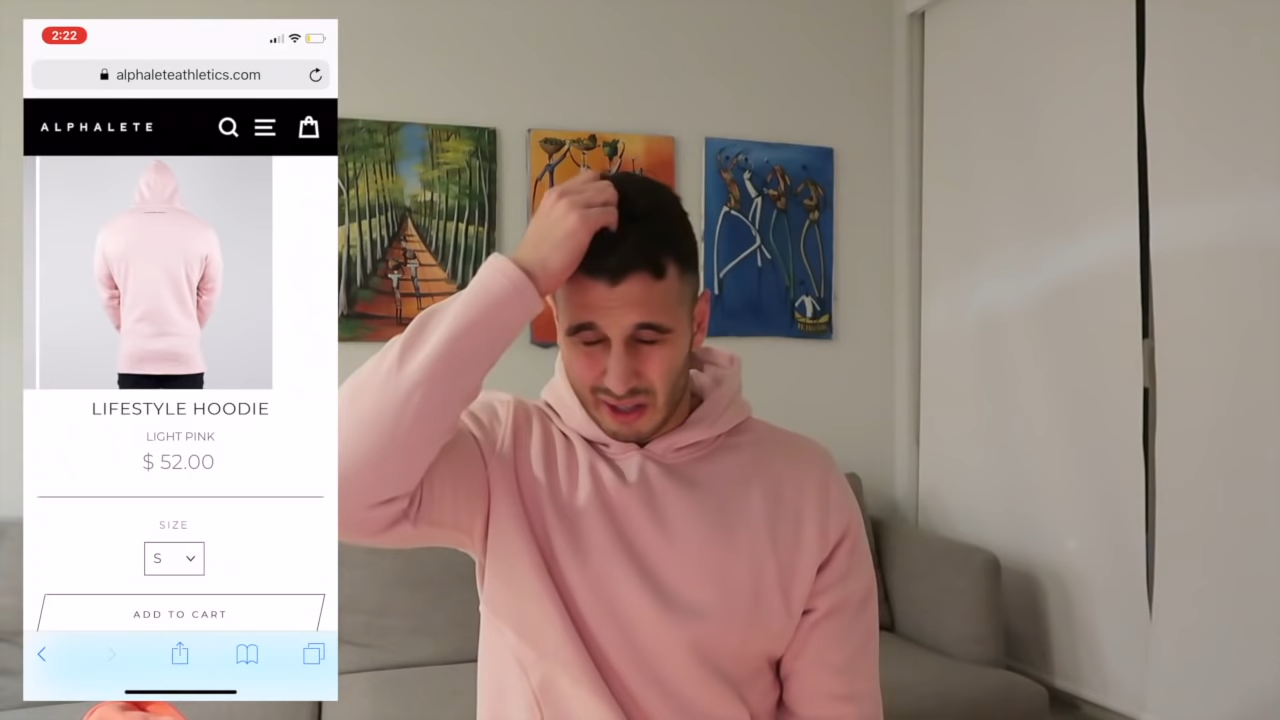 2:22
alphaleteathletics.com
ALPHALETE
LIFESTYLE HOODIE
LIGHT PINK
$ 52.00
SIZE
S
ADD TO CART